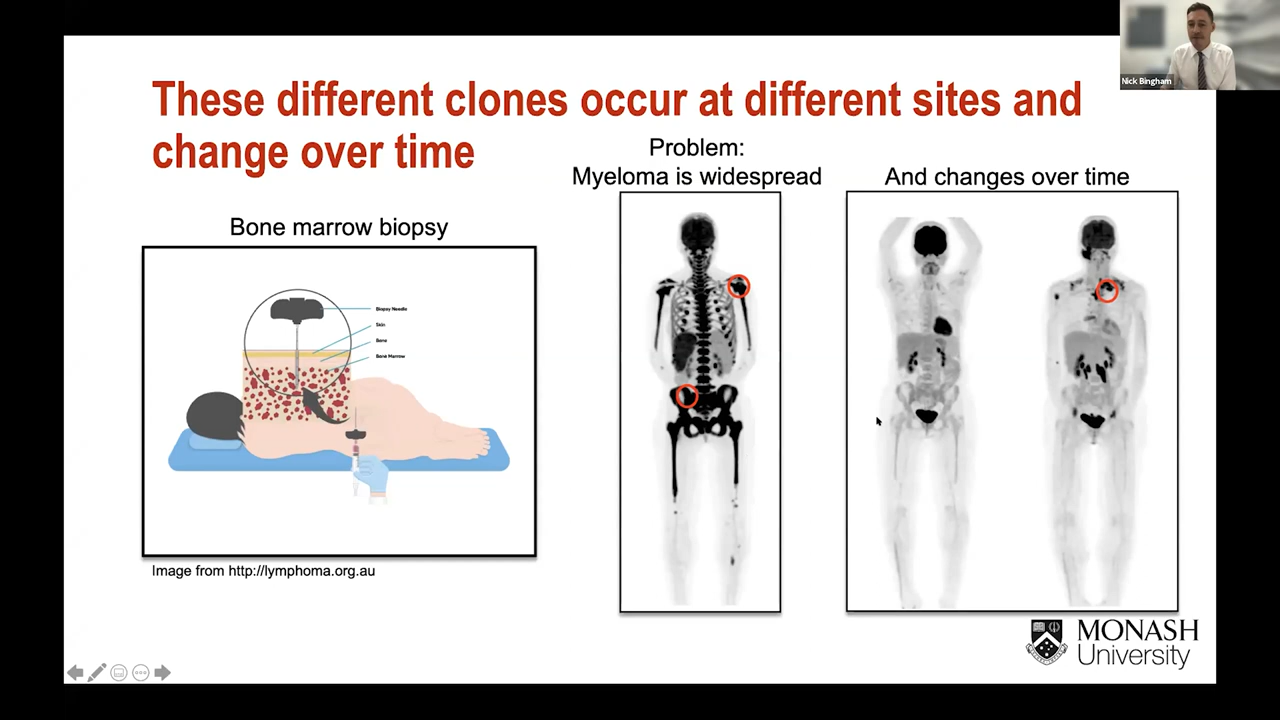 Nick Bingham
These different clones occur at different sites and
change over time
Problem:
Myeloma is widespread
And changes over time
Bone marrow biopsy
Biopsy Needle
Skin
Bone
Bone Marrow
Image from http://lymphoma.org.au
MONASH
University